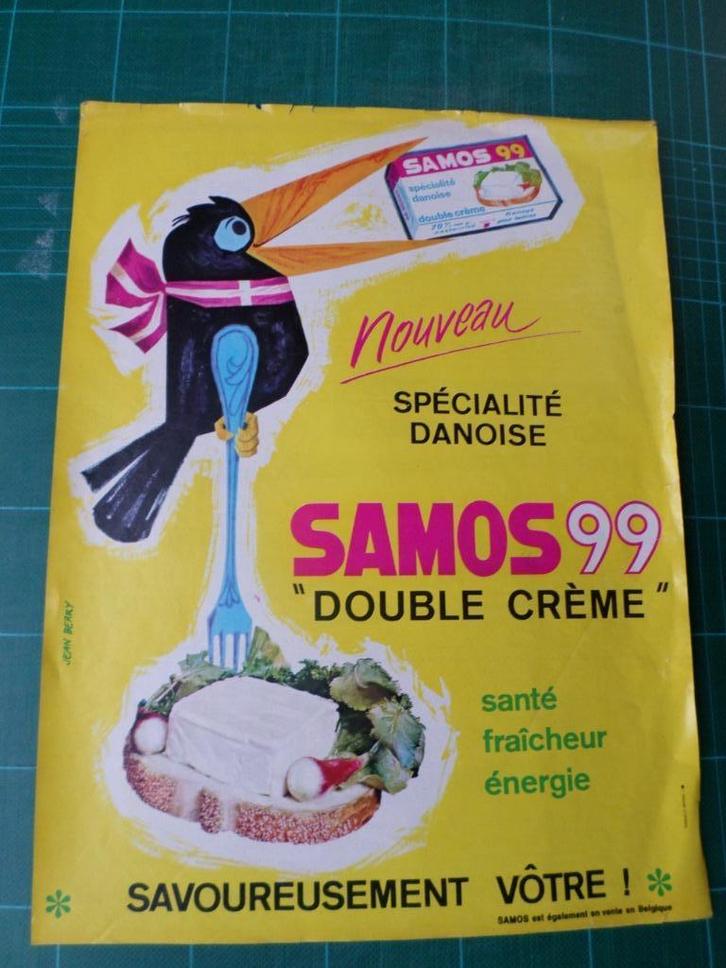 SAMOS 99
spécialité
danoise
double crème
Nouveau
SPÉCIALITÉ
DANOISE
SAMOS 99
"DOUBLE CRÈME"
JEAN BERRY
santé
fraîcheur
énergie
* SAVOUREUSEMENT VÔTRE ! *
SAMOS est également en vente en Belgique